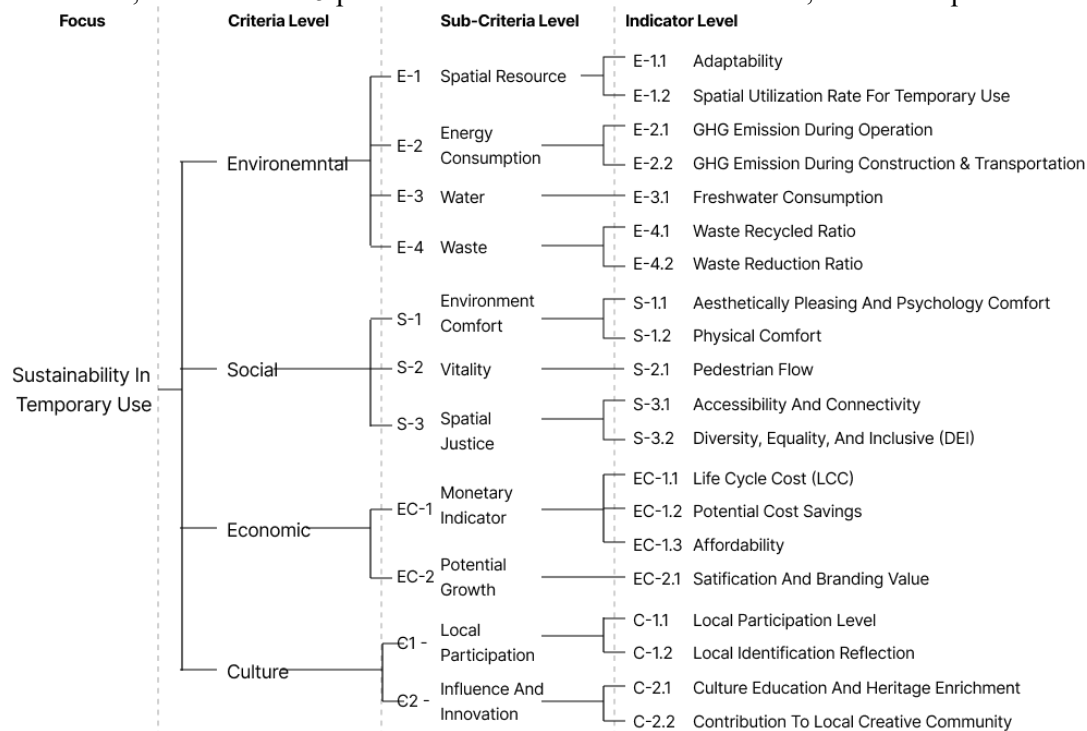 Focus Criteria Level Sub-Criteria Level Indicator Level
Sustainability In
Temporary Use
Environemntal
E-1 Spatial Resource
E-1.1 Adaptability
E-1.2 Spatial Utilization Rate For Temporary Use
E-2 Energy
Consumption
E-2.1 GHG Emission During Operation
E-2.2 GHG Emission During Construction & Transportation
E-3 Water
E-3.1 Freshwater Consumption
E-4 Waste
E-4.1 Waste Recycled Ratio
E-4.2 Waste Reduction Ratio
Social
S-1 Environment
Comfort
S-1.1 Aesthetically Pleasing And Psychology Comfort
S-1.2 Physical Comfort
S-2 Vitality
S-2.1 Pedestrian Flow
S-3 Spatial
Justice
S-3.1 Accessibility And Connectivity
S-3.2 Diversity, Equality, And Inclusive (DEI)
Economic
EC-1 Monetary
Indicator
EC-1.1 Life Cycle Cost (LCC)
EC-1.2 Potential Cost Savings
EC-1.3 Affordability
EC-2 Potential
Growth
EC-2.1 Satification And Branding Value
Culture
C1 - Local
Participation
C-1.1 Local Participation Level
C-1.2 Local Identification Reflection
C2 - Influence And
Innovation
C-2.1 Culture Education And Heritage Enrichment
C-2.2 Contribution To Local Creative Community